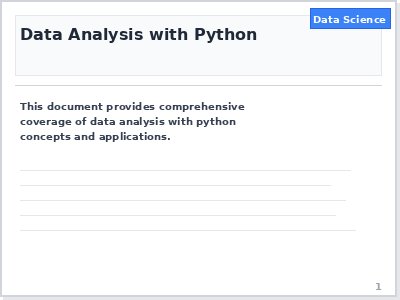 Data Science
Data Analysis with Python
This document provides comprehensive
coverage of data analysis with python
concepts and applications.
1